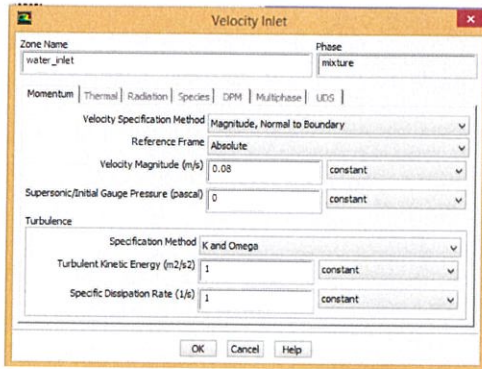 Velocity Inlet
Zone Name
Phase
water_inlet
mixture
Momentum Thermal Radiation Species DPM Multiphase UDS
Velocity Specification Method Magnitude, Normal to Boundary
Reference Frame Absolute
Velocity Magnitude (m/s) 0.08 constant
Supersonic/Initial Gauge Pressure (pascal) 0 constant
Turbulence
Specification Method K and Omega
Turbulent Kinetic Energy (m2/s2) 1 constant
Specific Dissipation Rate (1/s) 1 constant
OK Cancel Help